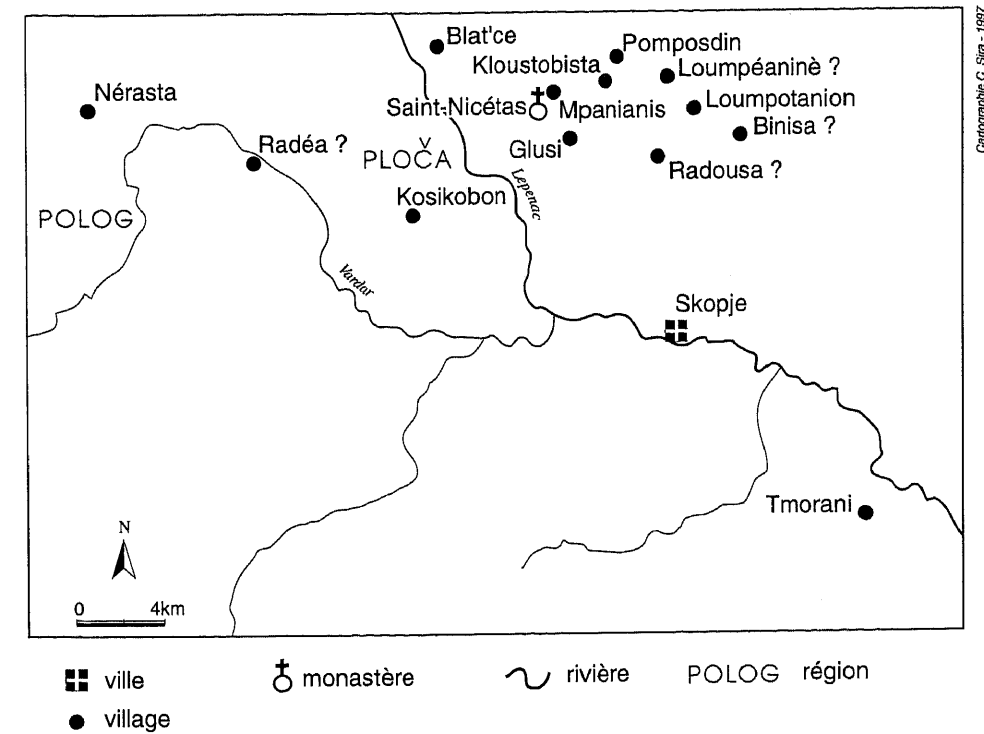 Cartographie C. Sira - 1997
Blat'ce
Pomposdin
Kloustobista
Loumpéaninè ?
Nérasta
Saint-Nicétas
Mpanianis
Loumpotanion
Binisa ?
Radéa ?
PLOČA
Glusi
Radousa ?
Lepenac
Kosikobon
POLOG
Vardar
Skopje
Tmorani
N
0 4km
ville
monastère
rivière
POLOG région
village